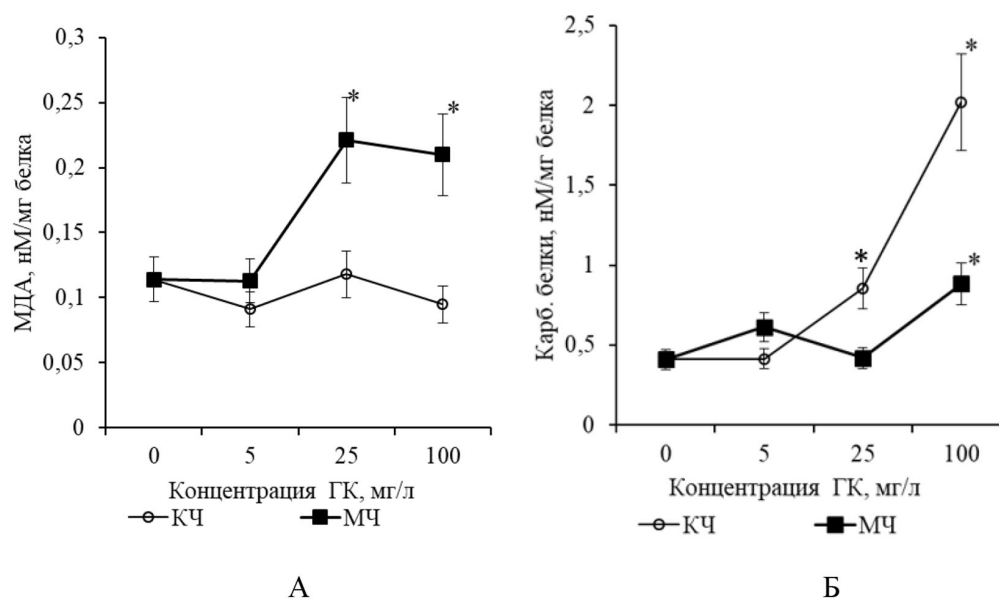 МДА, нМ/мг белка
0,3
0,25
0,2
0,15
0,1
0,05
0
* *
0 5 25 100
Концентрация ГК, мг/л
КЧ МЧ
А
Карб. белки, нМ/мг белка
2,5
2
1,5
1
0,5
0
*
*
*
0 5 25 100
Концентрация ГК, мг/л
КЧ МЧ
Б